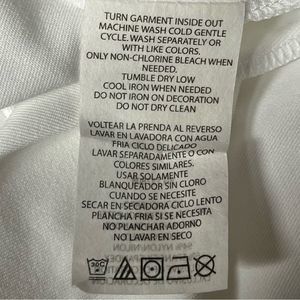 TURN GARMENT INSIDE OUT
MACHINE WASH COLD GENTLE
CYCLE. WASH SEPARATELY OR
WITH LIKE COLORS.
ONLY NON-CHLORINE BLEACH WHEN
NEEDED.
TUMBLE DRY LOW
COOL IRON WHEN NEEDED
DO NOT IRON ON DECORATION
DO NOT DRY CLEAN
VOLTEAR LA PRENDA AL REVERSO
LAVAR EN LAVADORA CON AGUA
FRIA CICLO DELICADO
LAVAR SEPARADAMENTE O CON
COLORES SIMILARES.
USAR SOLAMENTE
BLANQUEADOR SIN CLORO
CUANDO SE NECESITE
SECAR EN SECADORA CICLO LENTO
PLANCHA FRIA SI SE NECESITA
NO PLANCHAR ADORNO
NO LAVAR EN SECO
30C